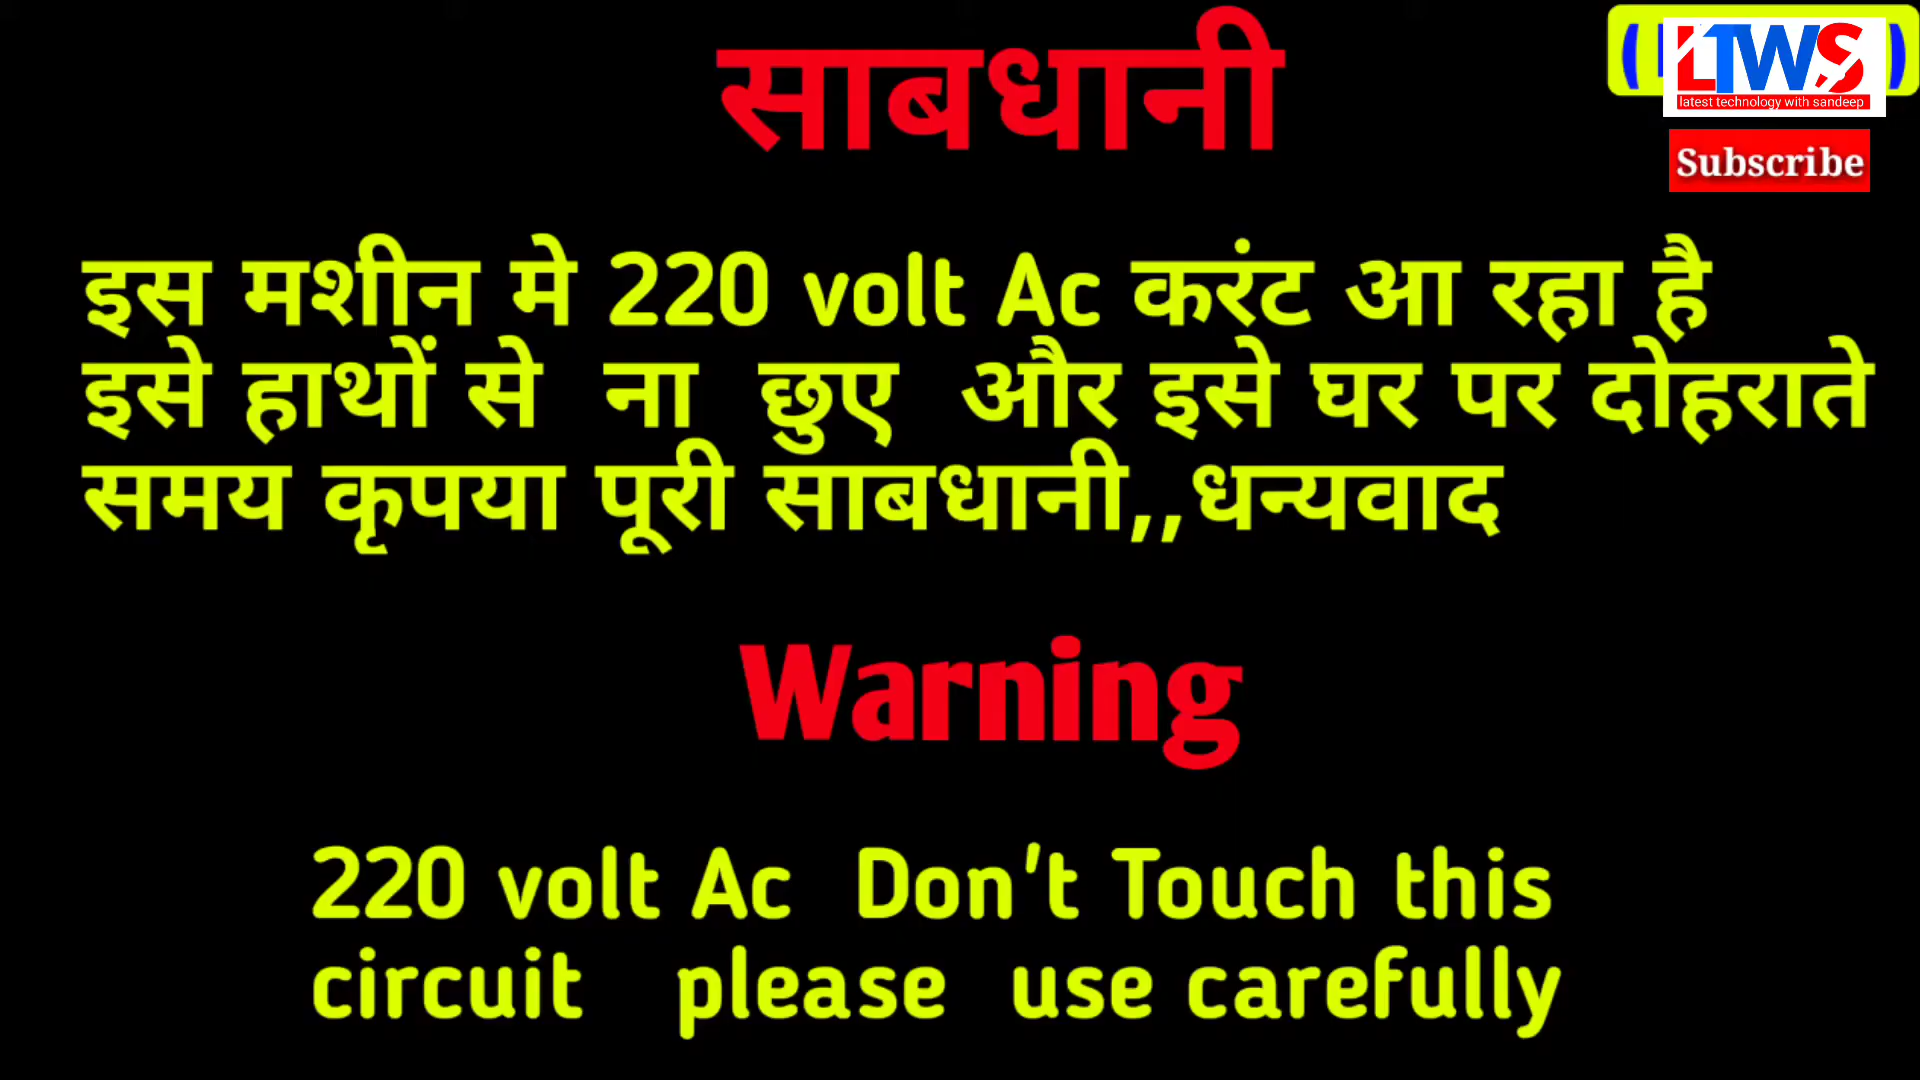 साबधानी
LTWS
latest technology with sandeep
Subscribe
इस मशीन मे 220 volt Ac करंट आ रहा है
इसे हाथों से ना छुए और इसे घर पर दोहराते
समय कृपया पूरी साबधानी,,धन्यवाद
Warning
220 volt Ac Don't Touch this
circuit please use carefully